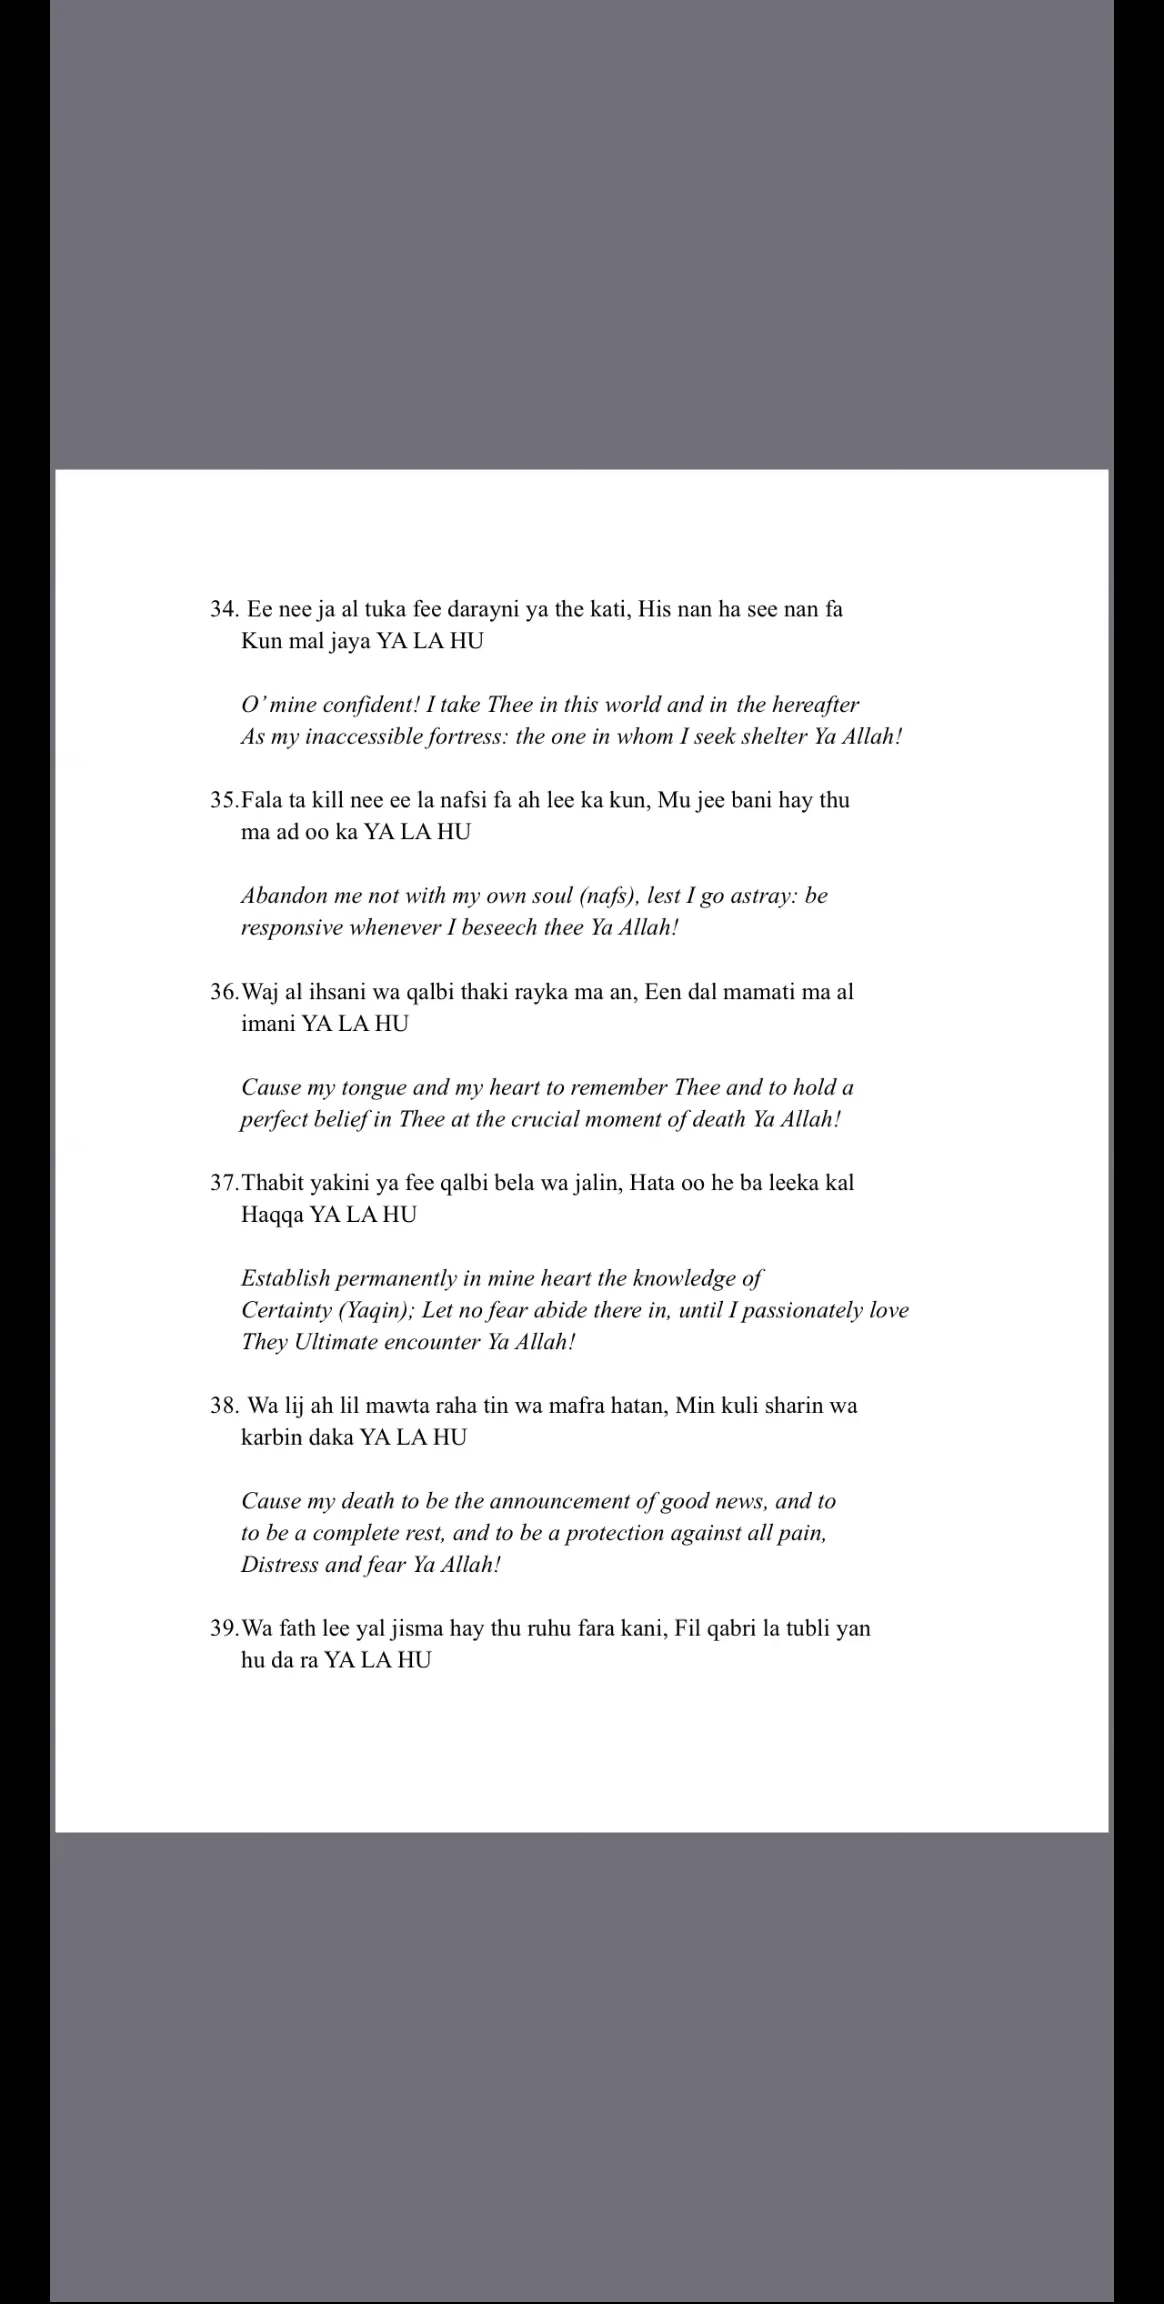 34. Ee nee ja al tuka fee darayni ya the kati, His nan ha see nan fa
Kun mal jaya YA LA HU
O’mine confident! I take Thee in this world and in the hereafter
As my inaccessible fortress: the one in whom I seek shelter Ya Allah!
35.Fala ta kill nee ee la nafsi fa ah lee ka kun, Mu jee bani hay thu
ma ad oo ka YA LA HU
Abandon me not with my own soul (nafs), lest I go astray: be
responsive whenever I beseech thee Ya Allah!
36.Waj al ihsani wa qalbi thaki rayka ma an, Een dal mamati ma al
imani YA LA HU
Cause my tongue and my heart to remember Thee and to hold a
perfect belief in Thee at the crucial moment of death Ya Allah!
37.Thabit yakini ya fee qalbi bela wa jalin, Hata oo he ba leeka kal
Haqqa YA LA HU
Establish permanently in mine heart the knowledge of
Certainty (Yaqin); Let no fear abide there in, until I passionately love
They Ultimate encounter Ya Allah!
38. Wa lij ah lil mawta raha tin wa mafra hatan, Min kuli sharin wa
karbin daka YA LA HU
Cause my death to be the announcement of good news, and to
to be a complete rest, and to be a protection against all pain,
Distress and fear Ya Allah!
39.Wa fath lee yal jisma hay thu ruhu fara kani, Fil qabri la tubli yan
hu da ra YA LA HU